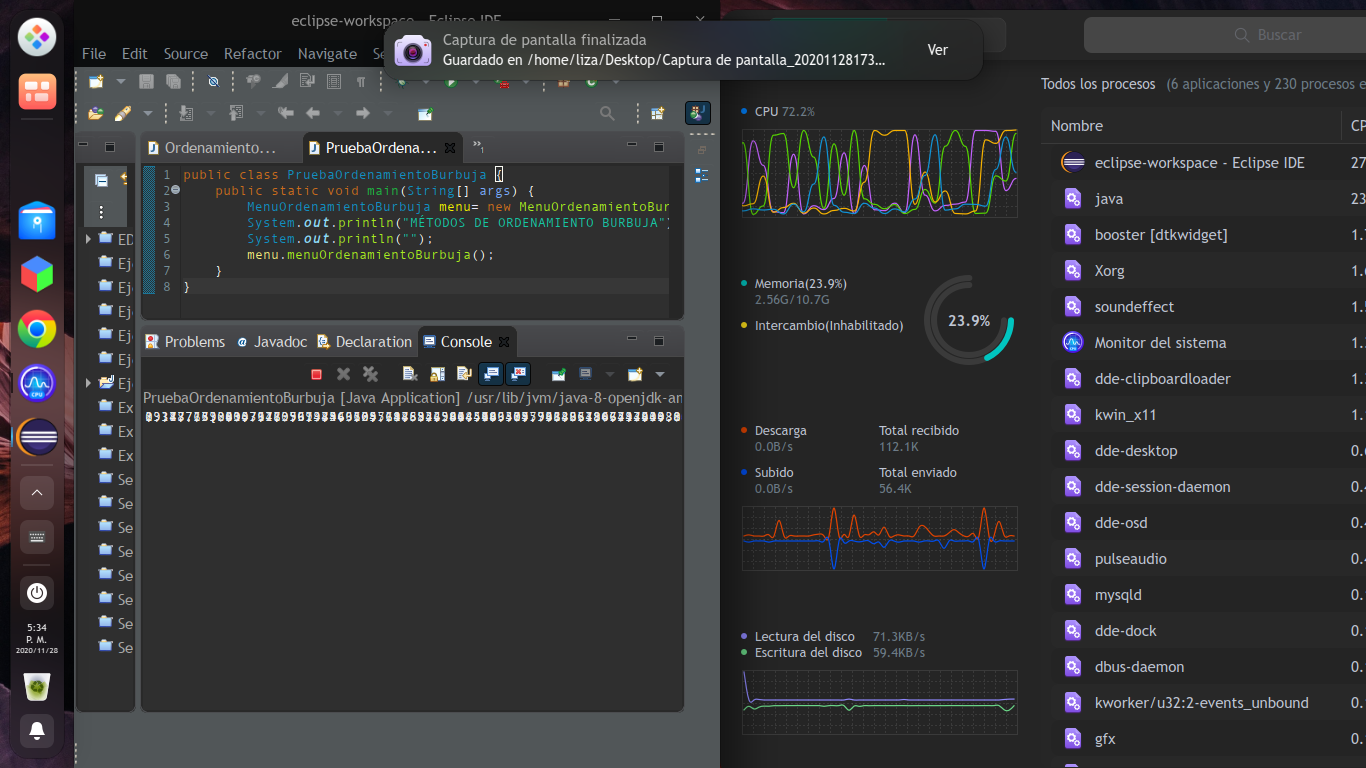 eclipse-workspace - Eclipse IDE
File Edit Source Refactor Navigate Se
Captura de pantalla finalizada
Guardado en /home/liza/Desktop/Captura de pantalla_20201128173...
Ver
Ordenamiento...
PruebaOrdena...
1 public class PruebaOrdenamientoBurbuja {
2 public static void main(String[] args) {
3 MenuOrdenamientoBurbuja menu= new MenuOrdenamientoBur
4 System.out.println("MÉTODOS DE ORDENAMIENTO BURBUJA")
5 System.out.println("");
6 menu.menuOrdenamientoBurbuja();
7 }
8 }
ED
Ej
Ej
Ej
Ej
Ej
Ej
Ex
Ex
Ex
Se
Se
Se
Se
Se
Se
Se
Se
Problems Javadoc Declaration Console
PruebaOrdenamientoBurbuja [Java Application] /usr/lib/jvm/java-8-openjdk-an
5:34
P. M.
2020/11/28
Buscar
CPU 72.2%
Memoria(23.9%)
2.56G/10.7G
Intercambio(Inhabilitado)
23.9%
Descarga
0.0B/s
Total recibido
112.1K
Subido
0.0B/s
Total enviado
56.4K
Lectura del disco 71.3KB/s
Escritura del disco 59.4KB/s
Todos los procesos (6 aplicaciones y 230 procesos e
Nombre CP
eclipse-workspace - Eclipse IDE 27
java 23
booster [dtkwidget] 1.
Xorg 1.
soundeffect 1.
Monitor del sistema 1.
dde-clipboardloader 1.
kwin_x11 1.
dde-desktop 0.
dde-session-daemon 0.
dde-osd 0.
pulseaudio 0.
mysqld 0.
dde-dock 0.
dbus-daemon 0.
kworker/u32:2-events_unbound 0.
gfx 0.